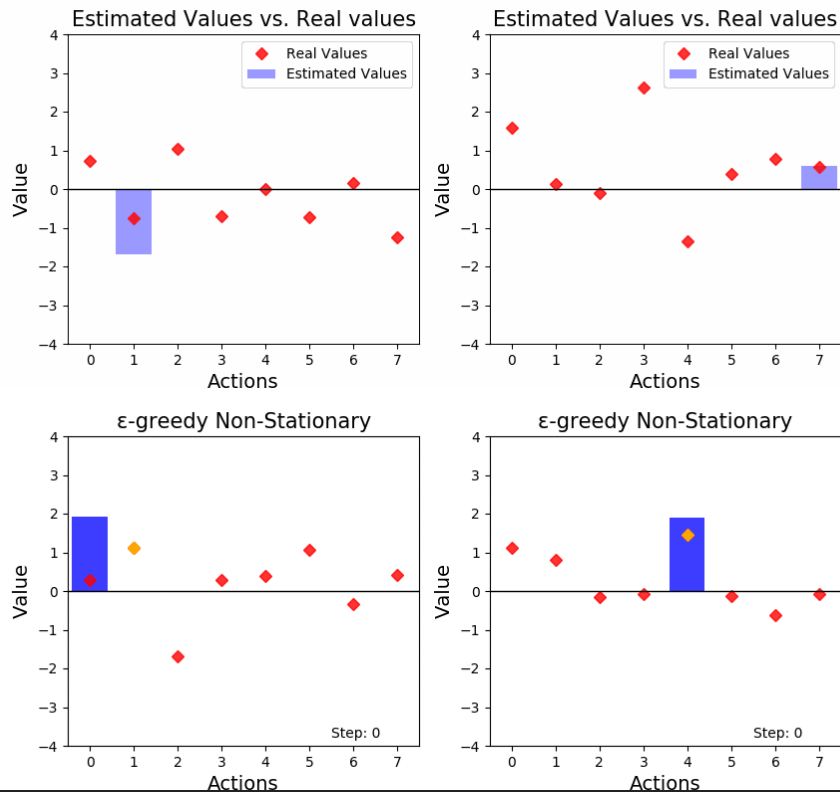 Estimated Values vs. Real values
4
3
2
1
0
−1
−2
−3
−4
Value
Real Values
Estimated Values
0 1 2 3 4 5 6 7
Actions
Estimated Values vs. Real values
4
3
2
1
0
−1
−2
−3
−4
Value
Real Values
Estimated Values
0 1 2 3 4 5 6 7
Actions
ε-greedy Non-Stationary
4
3
2
1
0
−1
−2
−3
−4
Value
Step: 0
0 1 2 3 4 5 6 7
Actions
ε-greedy Non-Stationary
4
3
2
1
0
−1
−2
−3
−4
Value
Step: 0
0 1 2 3 4 5 6 7
Actions